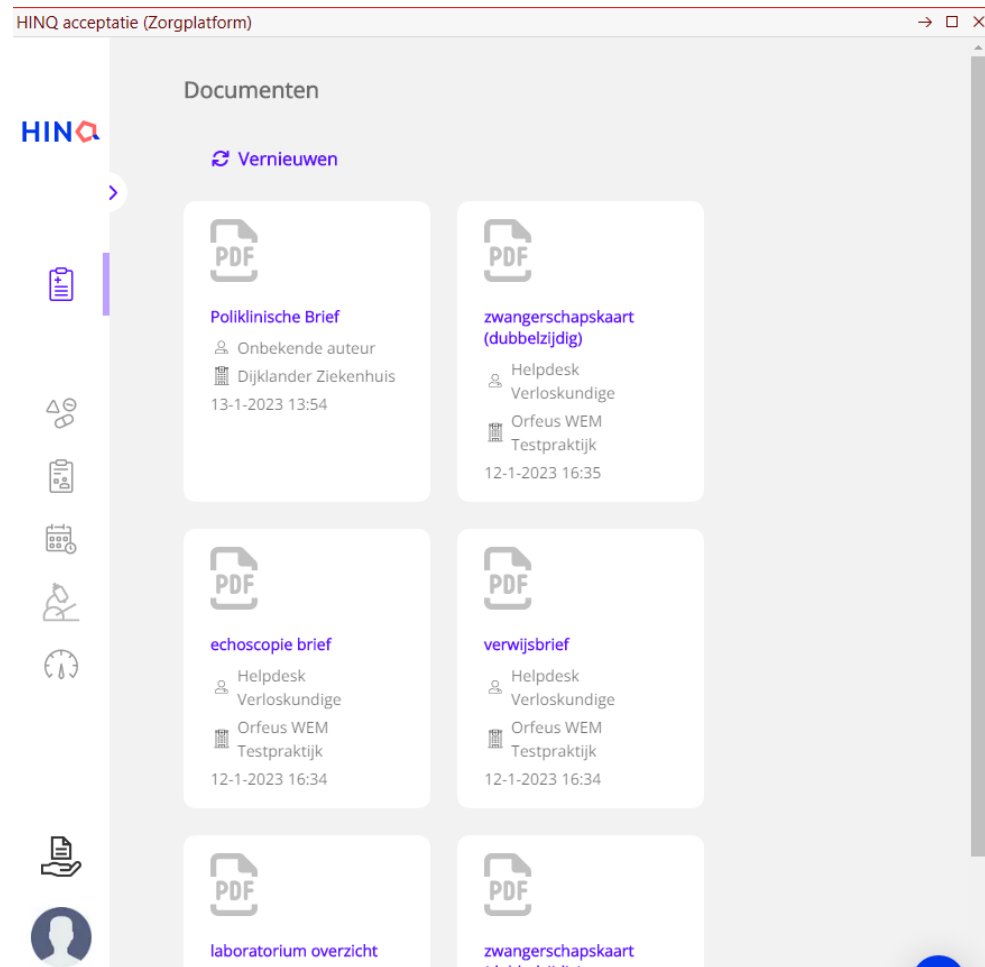 HINQ acceptatie (Zorgplatform)
HINQ
Documenten
Vernieuwen
PDF
Poliklinische Brief
Onbekende auteur
Dijklander Ziekenhuis
13-1-2023 13:54
PDF
zwangerschapskaart
(dubbelzijdig)
Helpdesk
Verloskundige
Orfeus WEM
Testpraktijk
12-1-2023 16:35
PDF
echoscopie brief
Helpdesk
Verloskundige
Orfeus WEM
Testpraktijk
12-1-2023 16:34
PDF
verwijsbrief
Helpdesk
Verloskundige
Orfeus WEM
Testpraktijk
12-1-2023 16:34
PDF
laboratorium overzicht
PDF
zwangerschapskaart